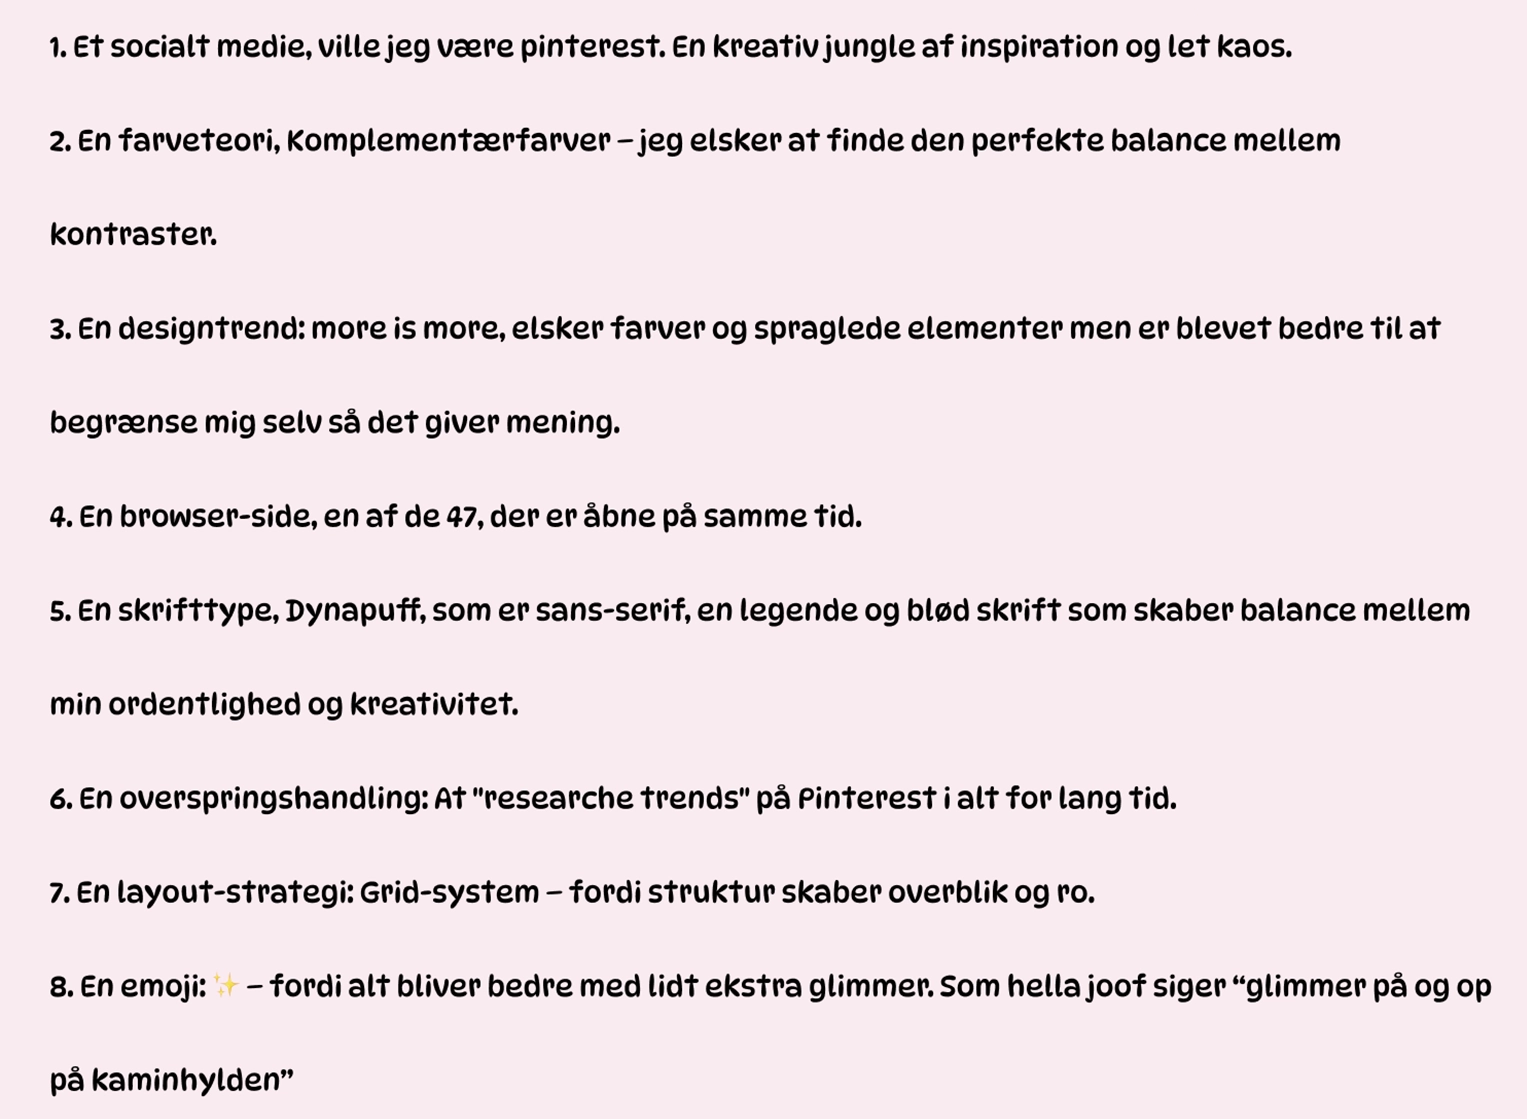 1. Et socialt medie, ville jeg være pinterest. En kreativ jungle af inspiration og let kaos.
2. En farveteori, Komplementærfarver – jeg elsker at finde den perfekte balance mellem
kontraster.
3. En designtrend: more is more, elsker farver og spraglede elementer men er blevet bedre til at
begrænse mig selv så det giver mening.
4. En browser-side, en af de 47, der er åbne på samme tid.
5. En skrifttype, Dynapuff, som er sans-serif, en legende og blød skrift som skaber balance mellem
min ordentlighed og kreativitet.
6. En overspringshandling: At "researche trends" på Pinterest i alt for lang tid.
7. En layout-strategi: Grid-system – fordi struktur skaber overblik og ro.
8. En emoji: ✨ – fordi alt bliver bedre med lidt ekstra glimmer. Som hella joof siger “glimmer på og op
på kaminhylden”